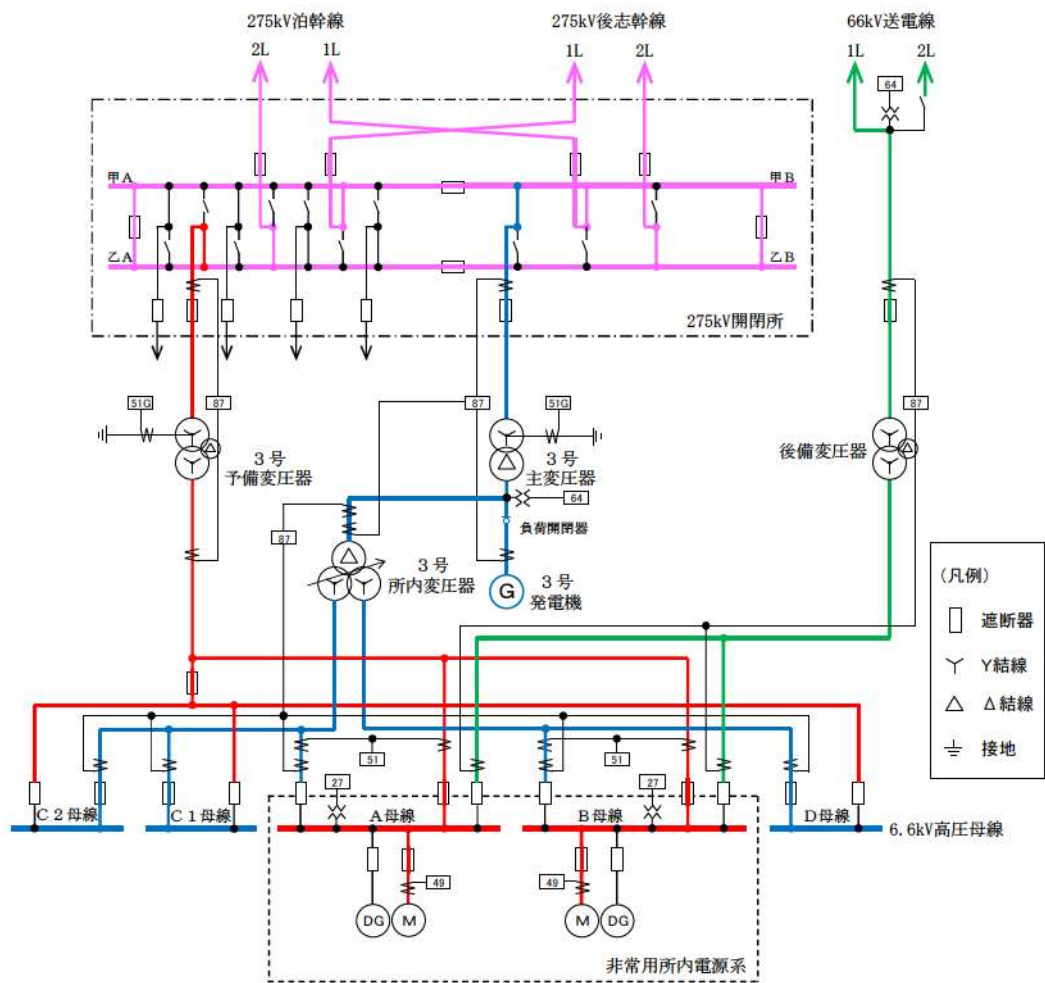 275kV泊幹線
275kV後志幹線
66kV送電線
2L
1L
1L
2L
1L
2L
64
甲A
甲B
乙A
乙B
275kV開閉所
51G
87
87
51G
87
3号
予備変圧器
3号
主変圧器
後備変圧器
64
87
負荷開閉器
3号
所内変圧器
G
3号
発電機
(凡例)
遮断器
Y結線
Δ結線
接地
51
51
27
27
C2母線
C1母線
A母線
B母線
D母線
6.6kV高圧母線
49
49
DG
M
M
DG
非常用所内電源系